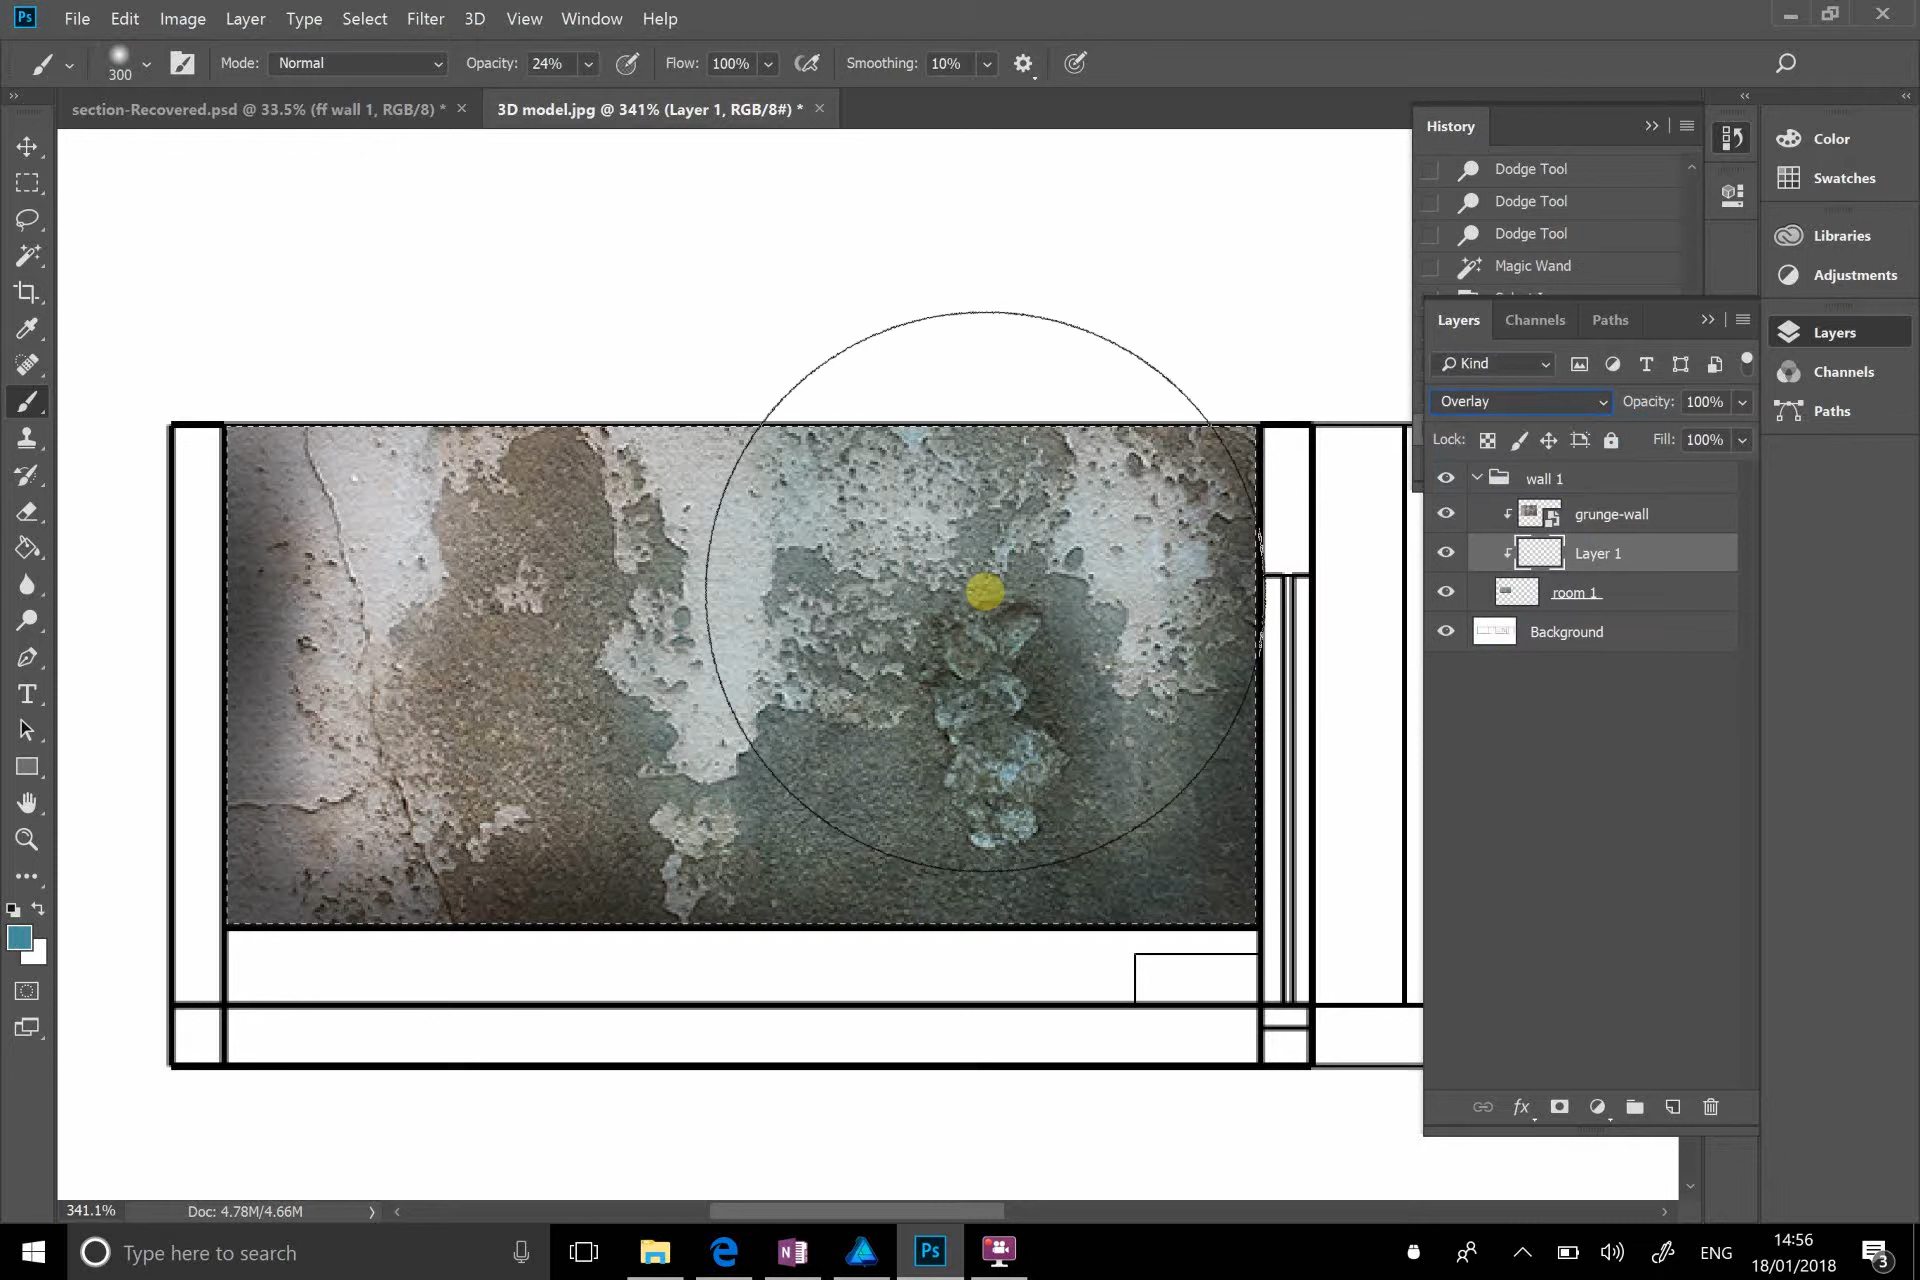 Ps File Edit Image Layer Type Select Filter 3D View Window Help
300 Mode: Normal Opacity: 24% Flow: 100% Smoothing: 10%
section-Recovered.psd @ 33.5% (ff wall 1, RGB/8) * 3D model.jpg @ 341% (Layer 1, RGB/8#) *
History
Dodge Tool
Dodge Tool
Dodge Tool
Magic Wand
Color
Swatches
Libraries
Adjustments
Layers
Channels
Paths
Layers Channels Paths
Kind
Overlay Opacity: 100%
Lock: Fill: 100%
wall 1
grunge-wall
Layer 1
room 1
Background
fx
341.1% Doc: 4.78M/4.66M
Type here to search
Ps
ENG
14:56
18/01/2018
3